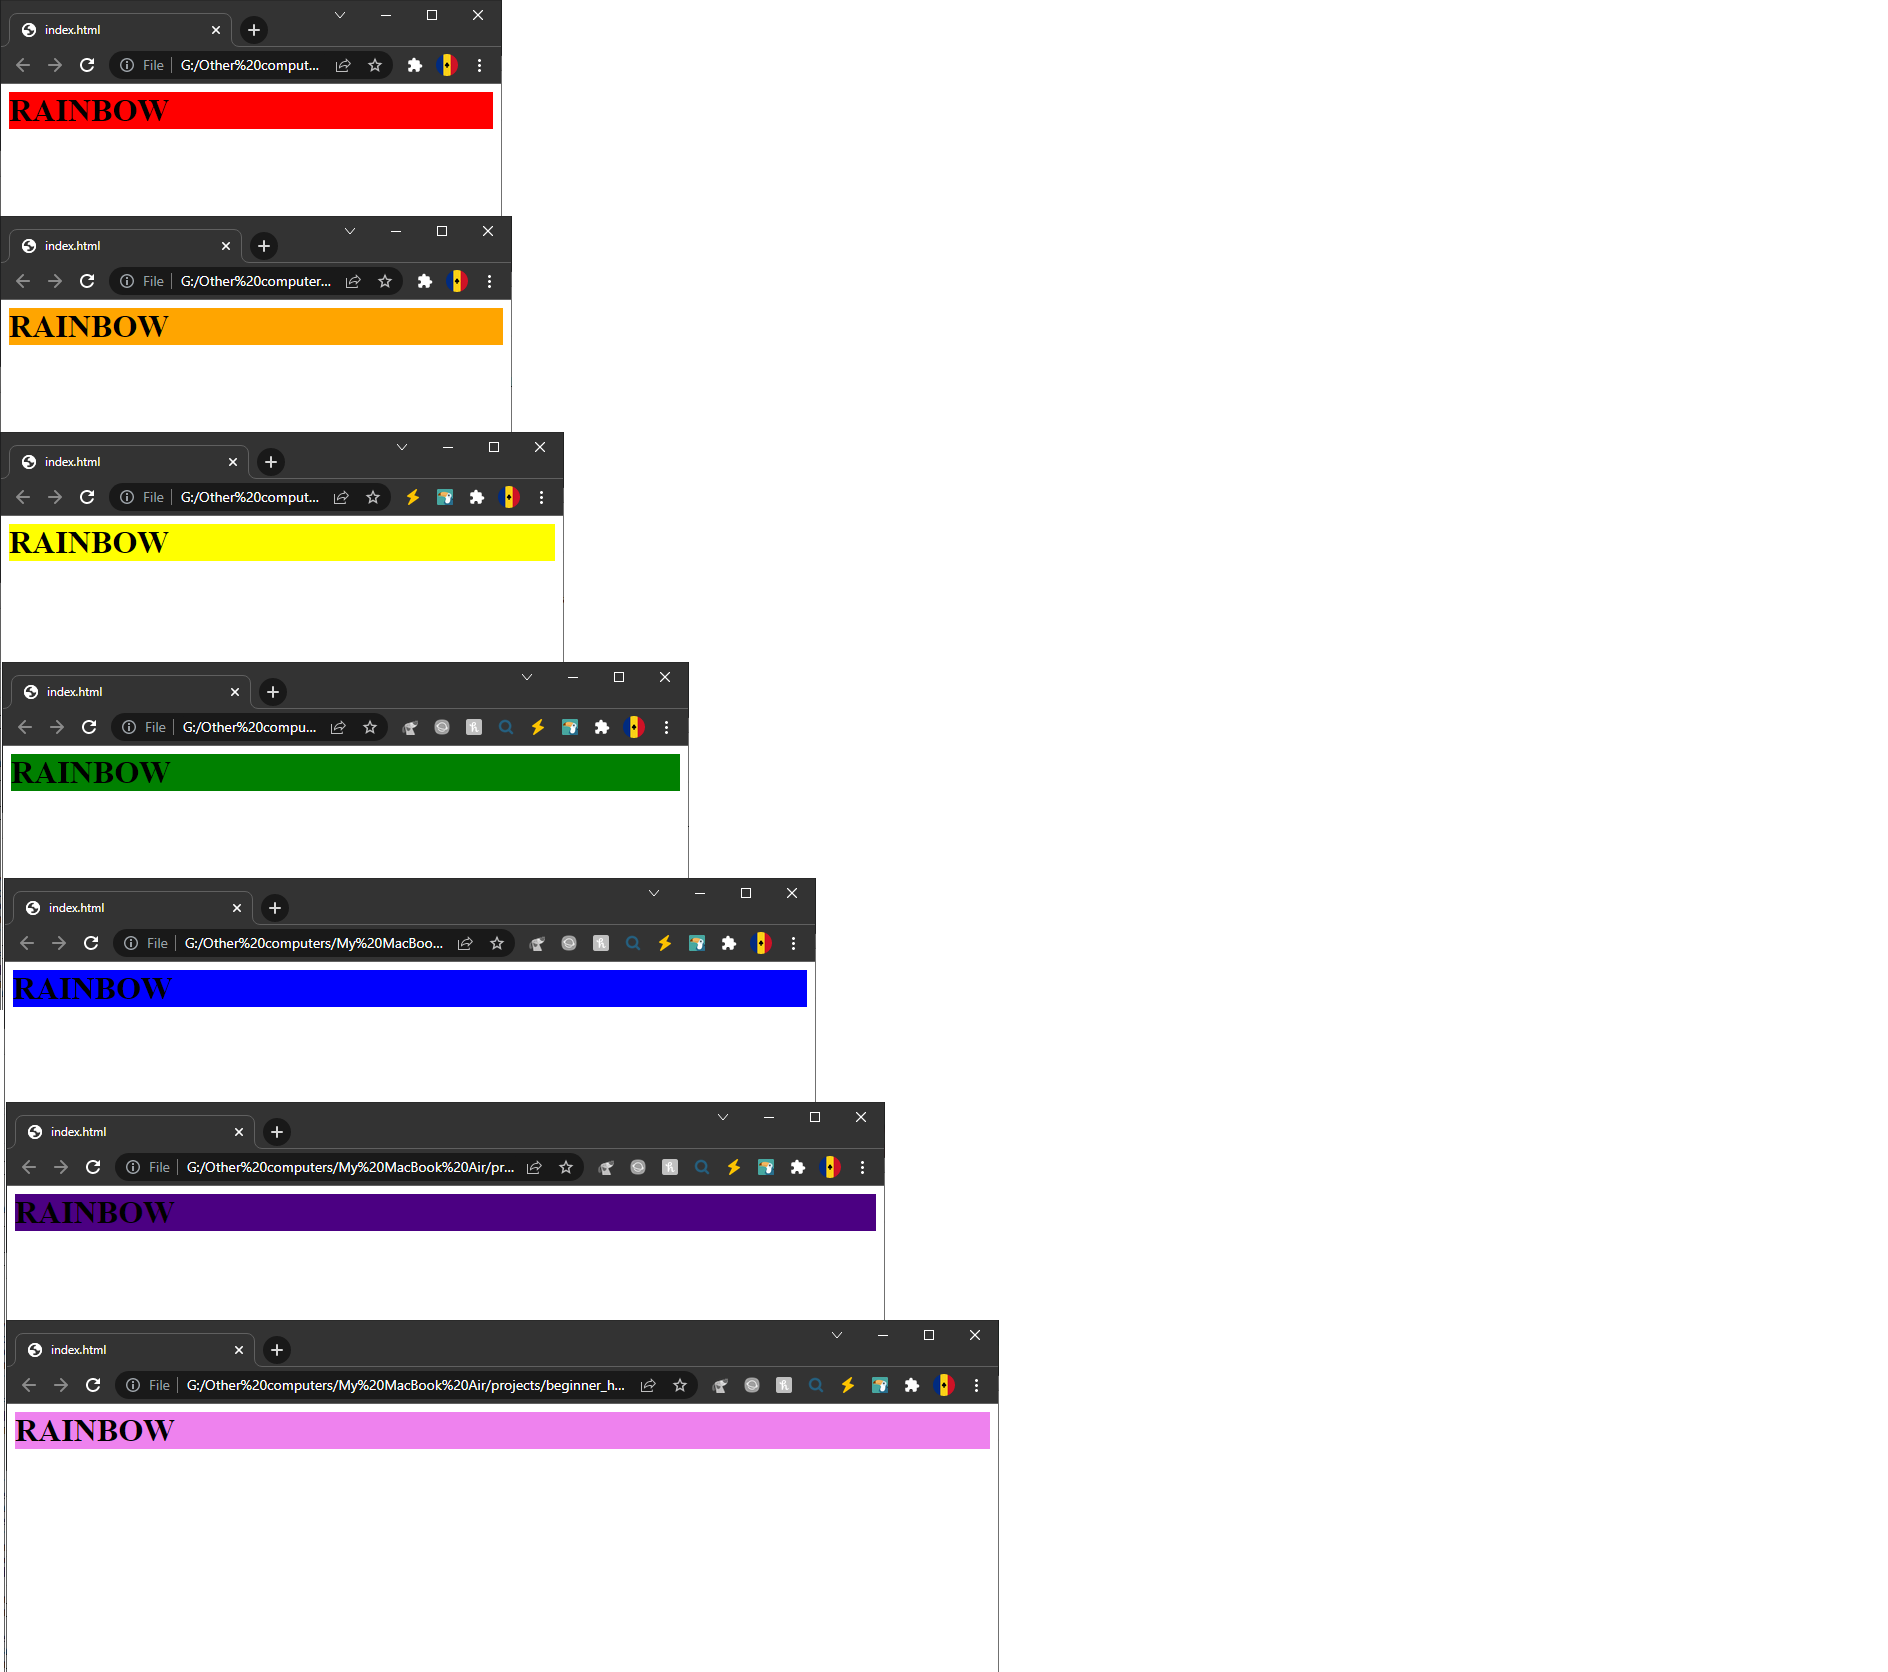 index.html
File G:/Other%20comput...
RAINBOW
index.html
File G:/Other%20computer...
RAINBOW
index.html
File G:/Other%20comput...
RAINBOW
index.html
File G:/Other%20compu...
RAINBOW
index.html
File G:/Other%20computers/My%20MacBoo...
RAINBOW
index.html
File G:/Other%20computers/My%20MacBook%20Air/pr...
RAINBOW
index.html
File G:/Other%20computers/My%20MacBook%20Air/projects/beginner_h...
RAINBOW